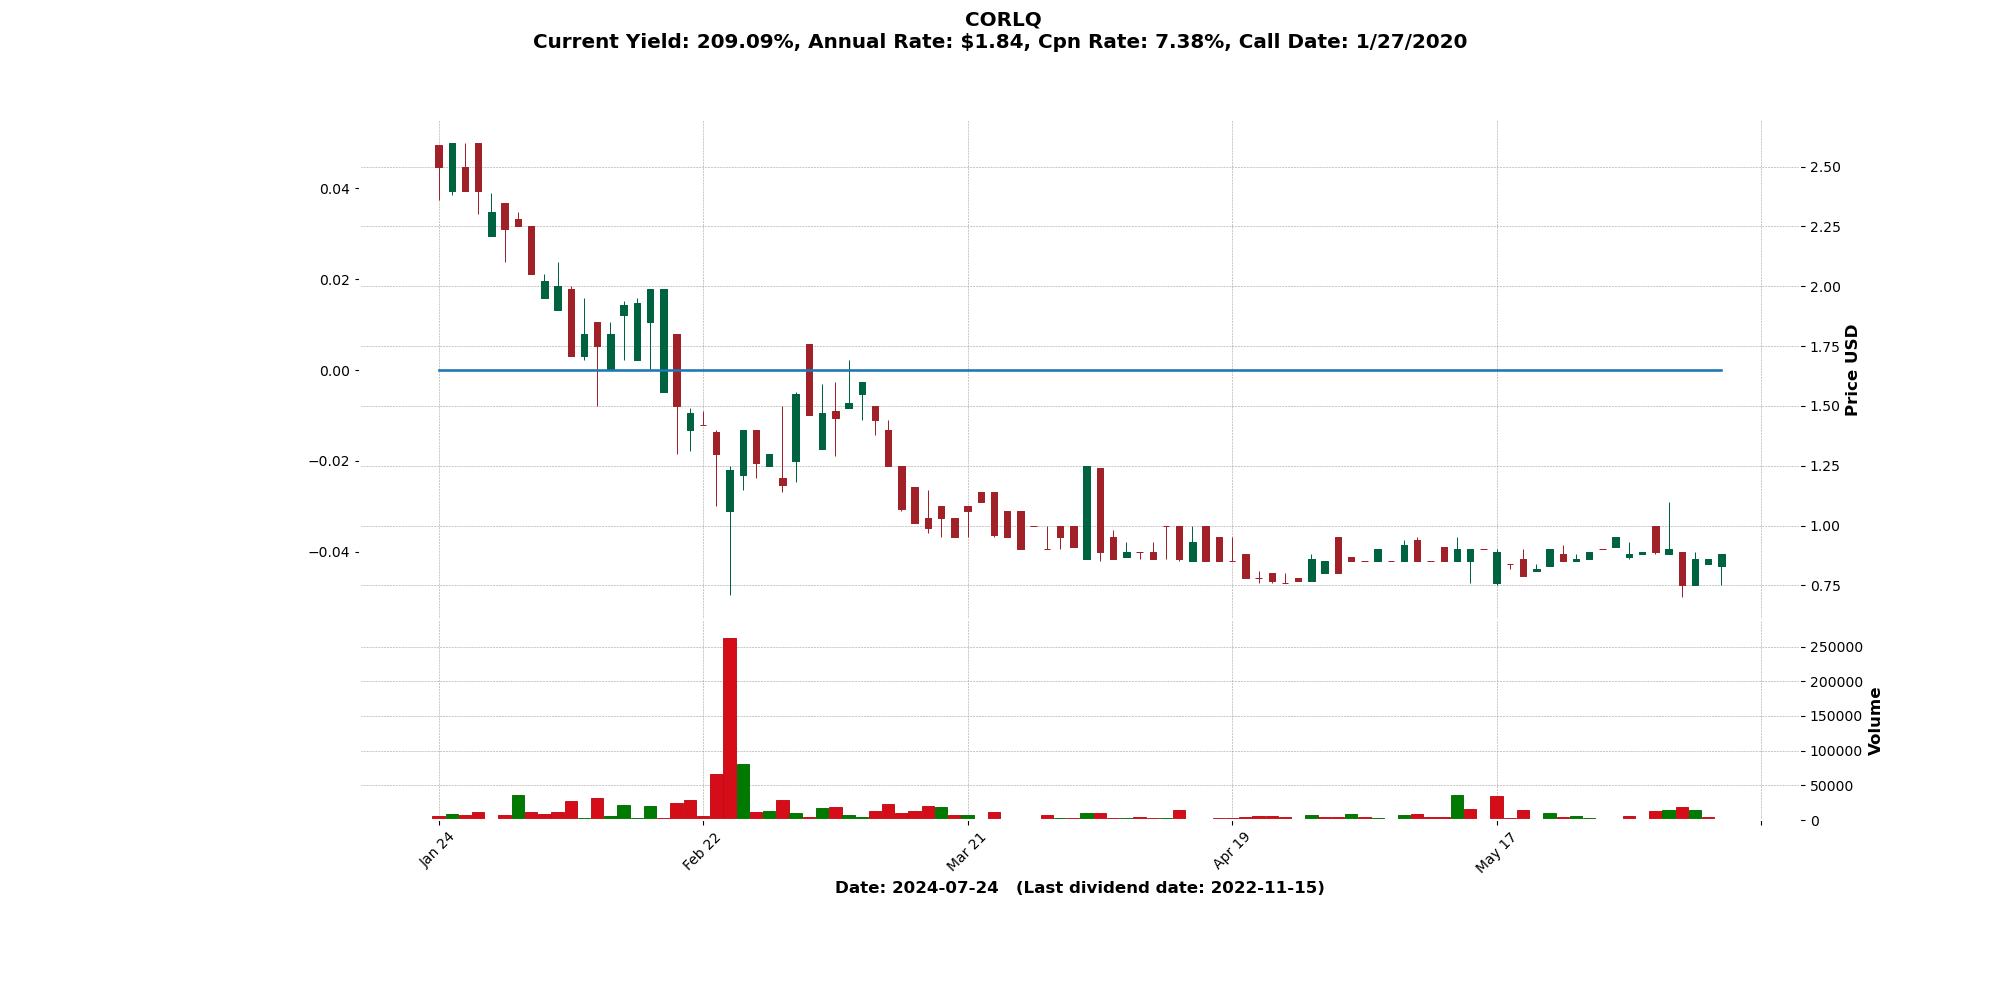 CORLQ
Current Yield: 209.09%, Annual Rate: $1.84, Cpn Rate: 7.38%, Call Date: 1/27/2020
0.04
0.02
0.00
−0.02
−0.04
2.50
2.25
2.00
1.75
1.50
1.25
1.00
0.75
Price USD
250000
200000
150000
100000
50000
0
Volume
Jan 24
Feb 22
Mar 21
Apr 19
May 17
Date: 2024-07-24 (Last dividend date: 2022-11-15)